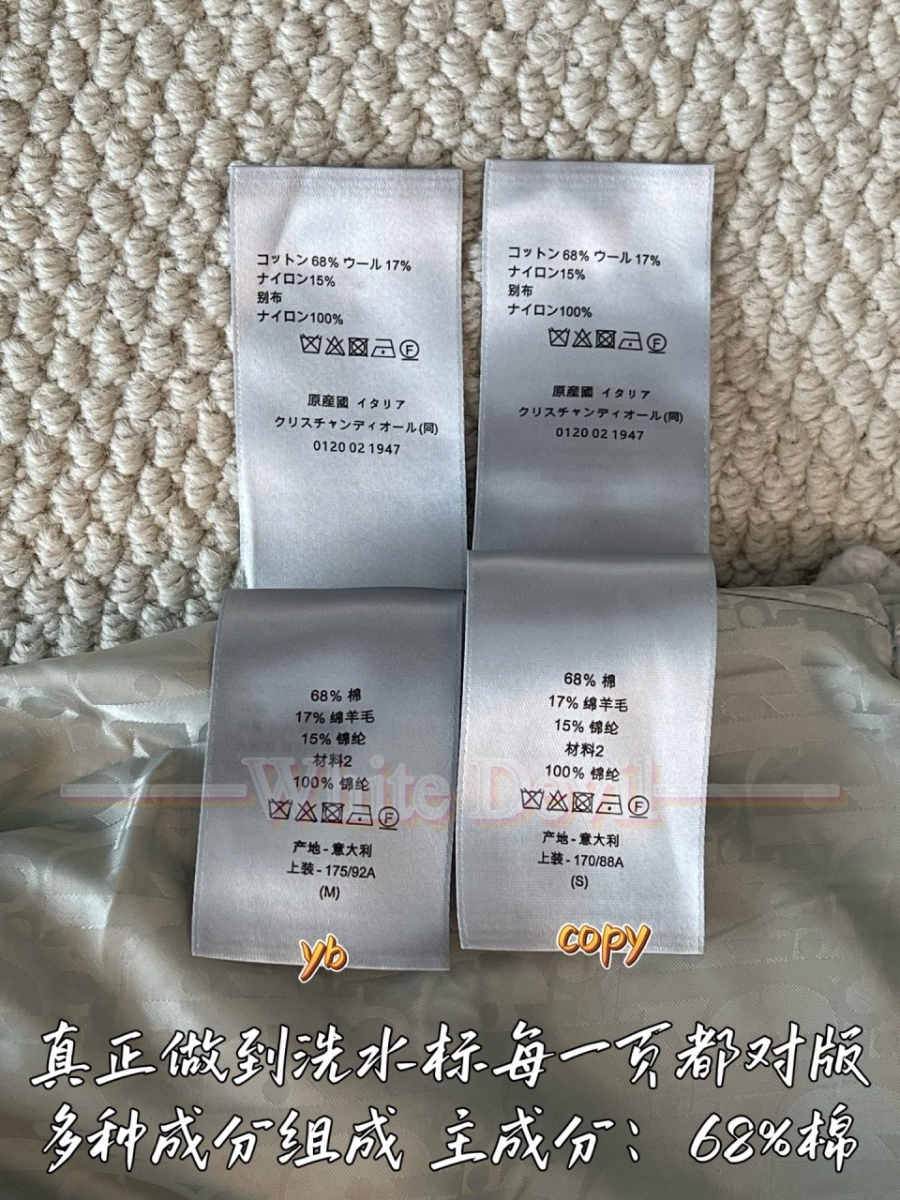 コットン 68% ウール 17%
ナイロン15%
別布
ナイロン100%
F
原産國 イタリア
クリスチャンディオール(同)
0120 02 1947
コットン 68% ウール 17%
ナイロン15%
別布
ナイロン100%
F
原産國 イタリア
クリスチャンディオール(同)
0120 02 1947
68% 棉
17% 绵羊毛
15% 锦纶
材料2
100% 锦纶
F
产地-意大利
上装-175/92A
(M)
yb
68% 棉
17% 绵羊毛
15% 锦纶
材料2
100% 锦纶
F
产地-意大利
上装-170/88A
(S)
copy
White Devil
真正做到洗水标每一页都对版
多种成分组成 主成分：68%棉